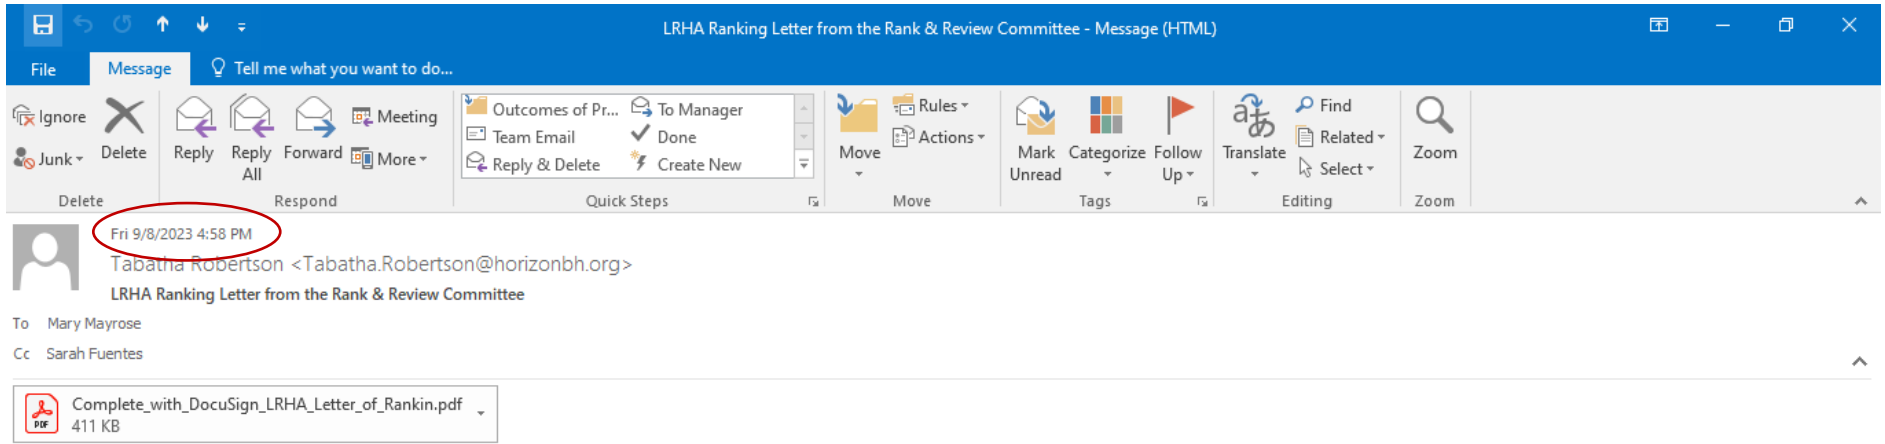 LRHA Ranking Letter from the Rank & Review Committee - Message (HTML)
File Message Tell me what you want to do...
Ignore
Junk
Delete
Delete
Reply
Reply All
Forward
Meeting
More
Respond
Outcomes of Pr...
To Manager
Team Email
Done
Reply & Delete
Create New
Quick Steps
Move
Rules
Actions
Move
Mark Unread
Categorize
Follow Up
Tags
Translate
Find
Related
Select
Editing
Zoom
Zoom
Fri 9/8/2023 4:58 PM
Tabatha Robertson <Tabatha.Robertson@horizonbh.org>
LRHA Ranking Letter from the Rank & Review Committee
To Mary Mayrose
Cc Sarah Fuentes
PDF
Complete_with_DocuSign_LRHA_Letter_of_Rankin.pdf
411 KB